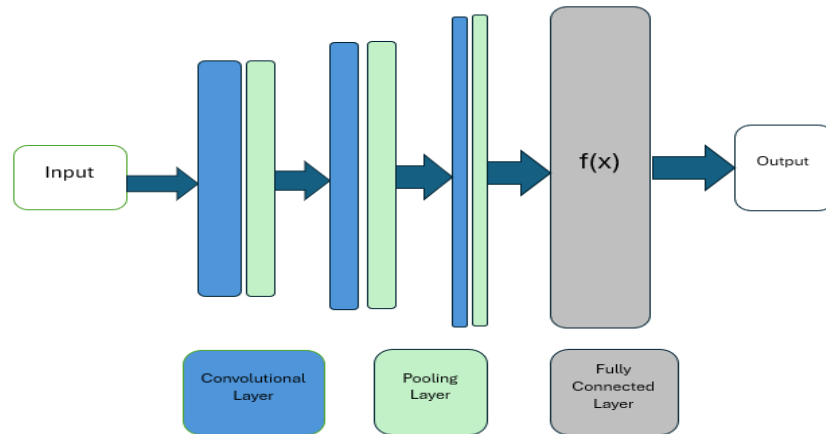 Input
f(x)
Output
Convolutional
Layer
Pooling
Layer
Fully
Connected
Layer